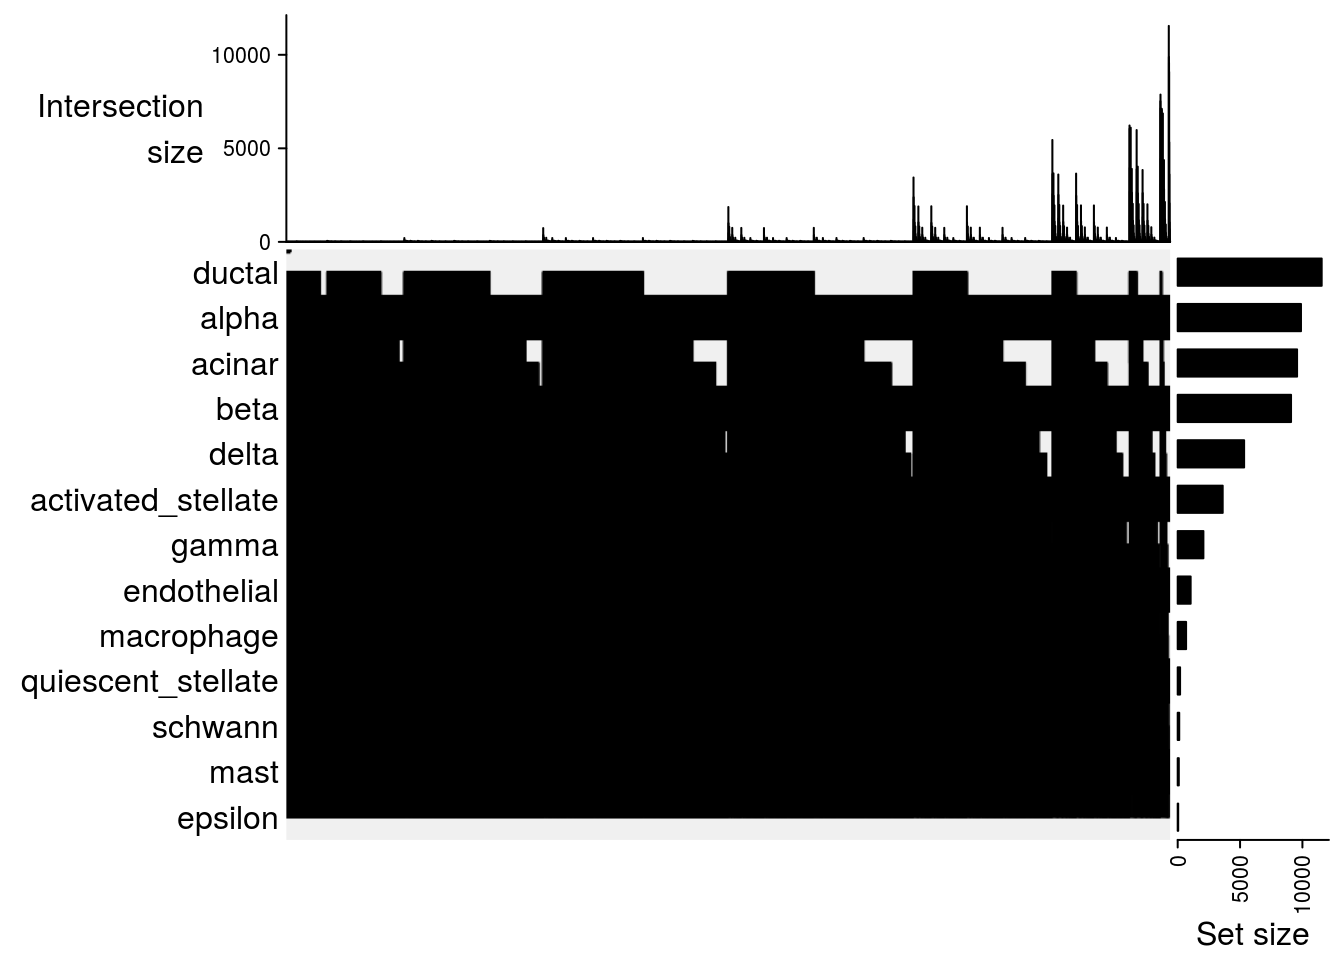 10000
Intersection
size
5000
0
ductal
alpha
acinar
beta
delta
activated_stellate
gamma
endothelial
macrophage
quiescent_stellate
schwann
mast
epsilon
0
5000
10000
Set size